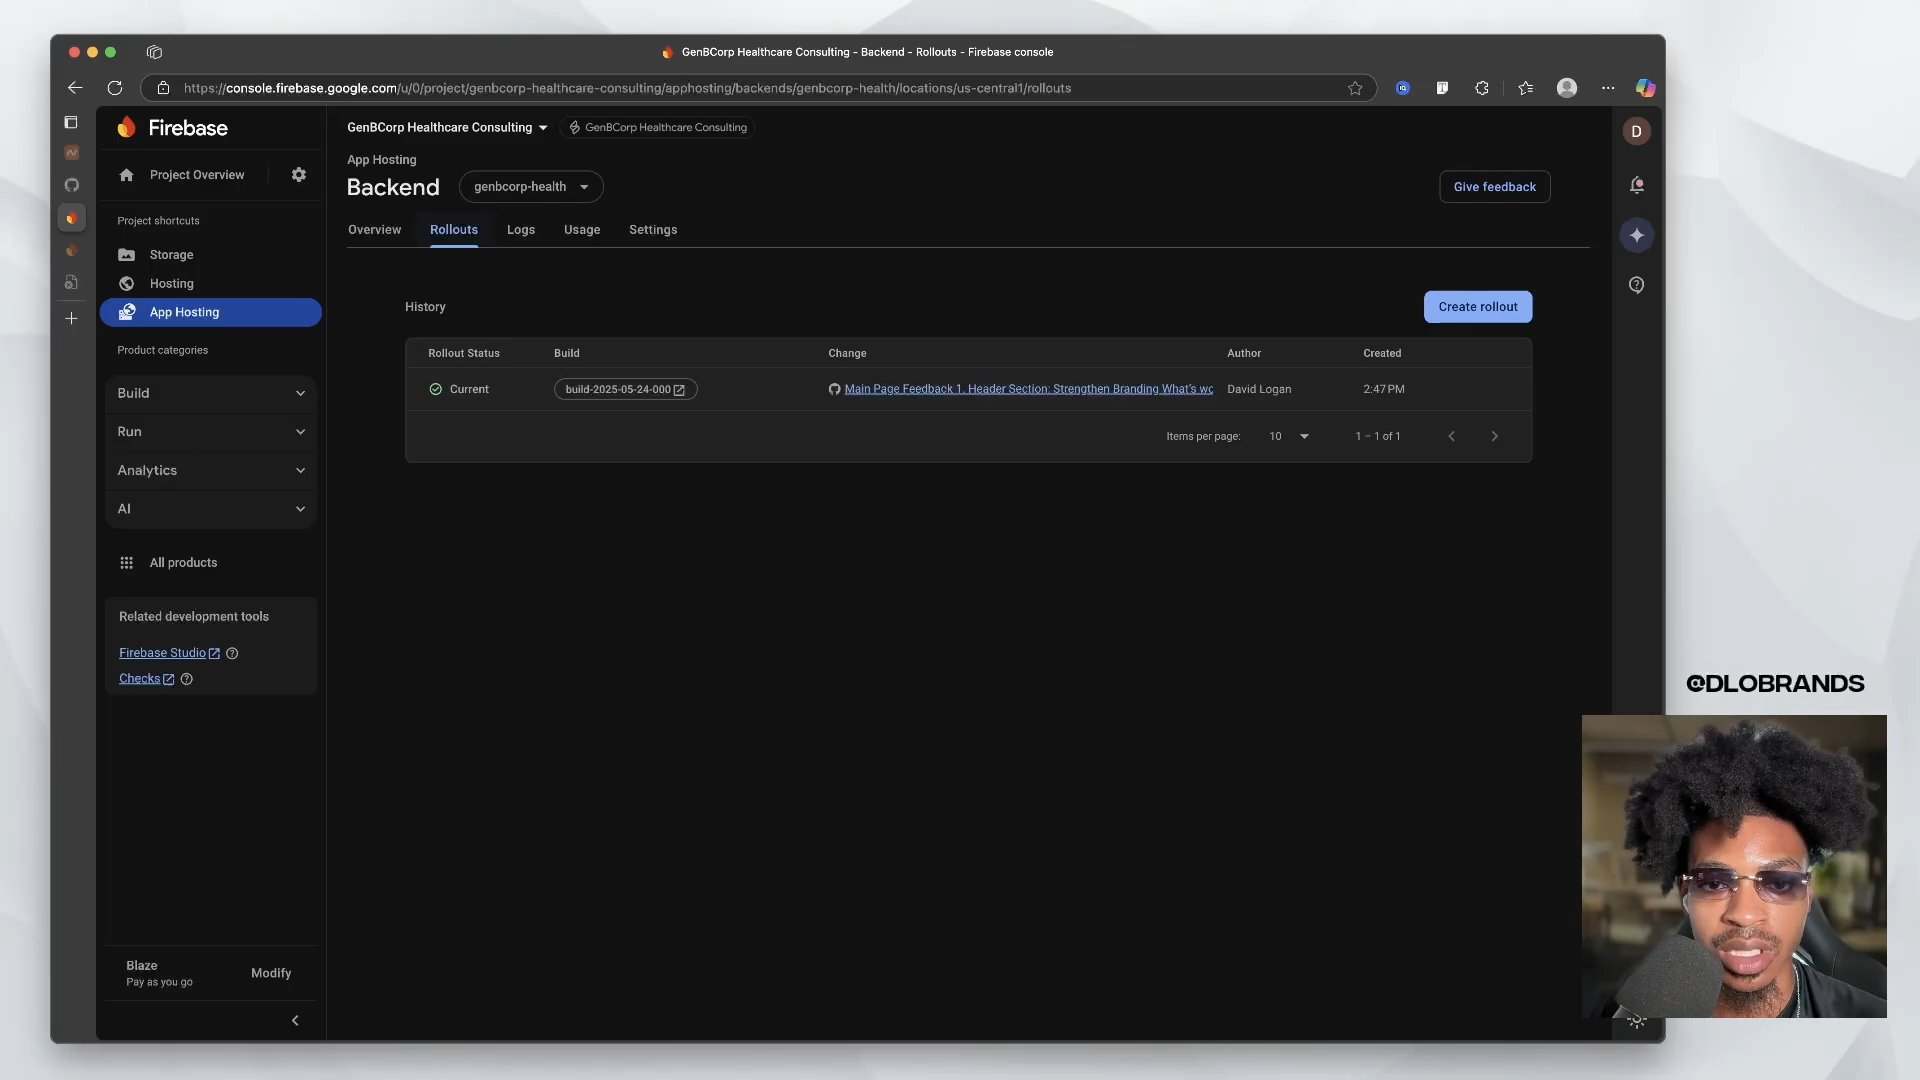 GenBCorp Healthcare Consulting - Backend - Rollouts - Firebase console
https://console.firebase.google.com/u/0/project/genbcorp-healthcare-consulting/apphosting/backends/genbcorp-health/locations/us-central1/rollouts
Firebase
GenBCorp Healthcare Consulting
GenBCorp Healthcare Consulting
D
Project Overview
App Hosting
Backend
genbcorp-health
Give feedback
Project shortcuts
Overview
Rollouts
Logs
Usage
Settings
Storage
Hosting
App Hosting
History
Create rollout
Product categories
Rollout Status
Build
Change
Author
Created
Current
build-2025-05-24-000
Main Page Feedback 1. Header Section: Strengthen Branding What's wo
David Logan
2:47 PM
Items per page:
10
1 – 1 of 1
Build
Run
Analytics
AI
All products
Related development tools
Firebase Studio
Checks
Blaze
Pay as you go
Modify
@DLOBRANDS